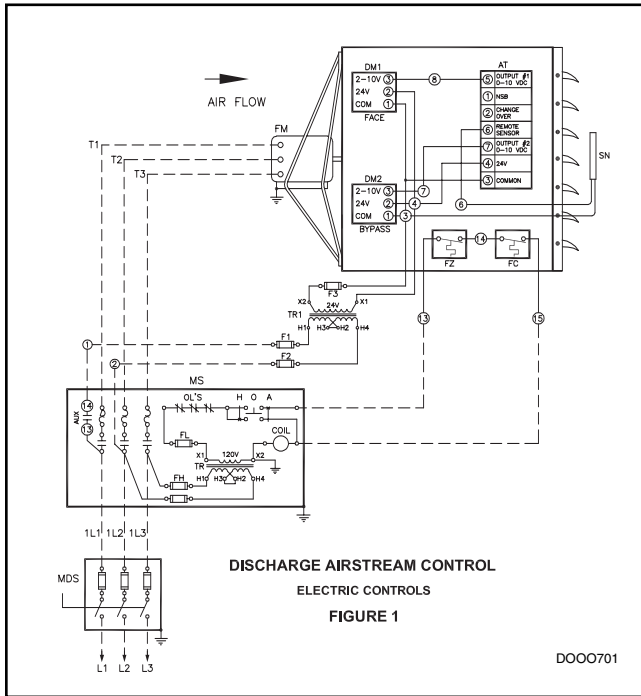 DM1
2-10V 3
24V 2
COM 1
FACE
8
AT
5 OUTPUT #1 0-10 VDC
1 NSB
2 CHANGE OVER
6 REMOTE SENSOR
7 OUTPUT #2 0-10 VDC
4 24V
3 COMMON
AIR FLOW
FM
T1
T2
T3
SN
DM2
2-10V 3
24V 2
COM 1
BYPASS
7
4
3
6
14
FZ
FC
F3
X2
24V
X1
TR1
H1
H3
H2
H4
13
15
1
F1
2
F2
MS
14
AUX
13
OL'S
H O A
FL
COIL
X1
120V
X2
TR
FH
H1
H3
H2
H4
1L1 1L2 1L3
MDS
L1 L2 L3
DISCHARGE AIRSTREAM CONTROL
ELECTRIC CONTROLS
FIGURE 1
DOOO701